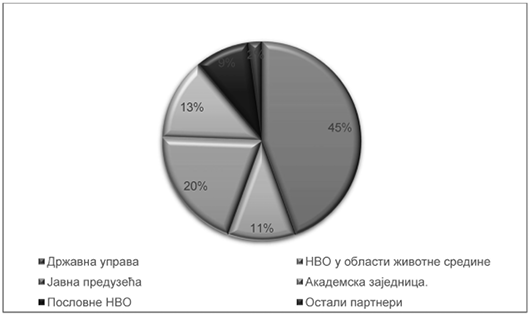 45%
13%
20%
11%
Државна управа
НВО у области животне средине
Јавна предузећа
Академска заједница.
Пословне НВО
Остали партнери